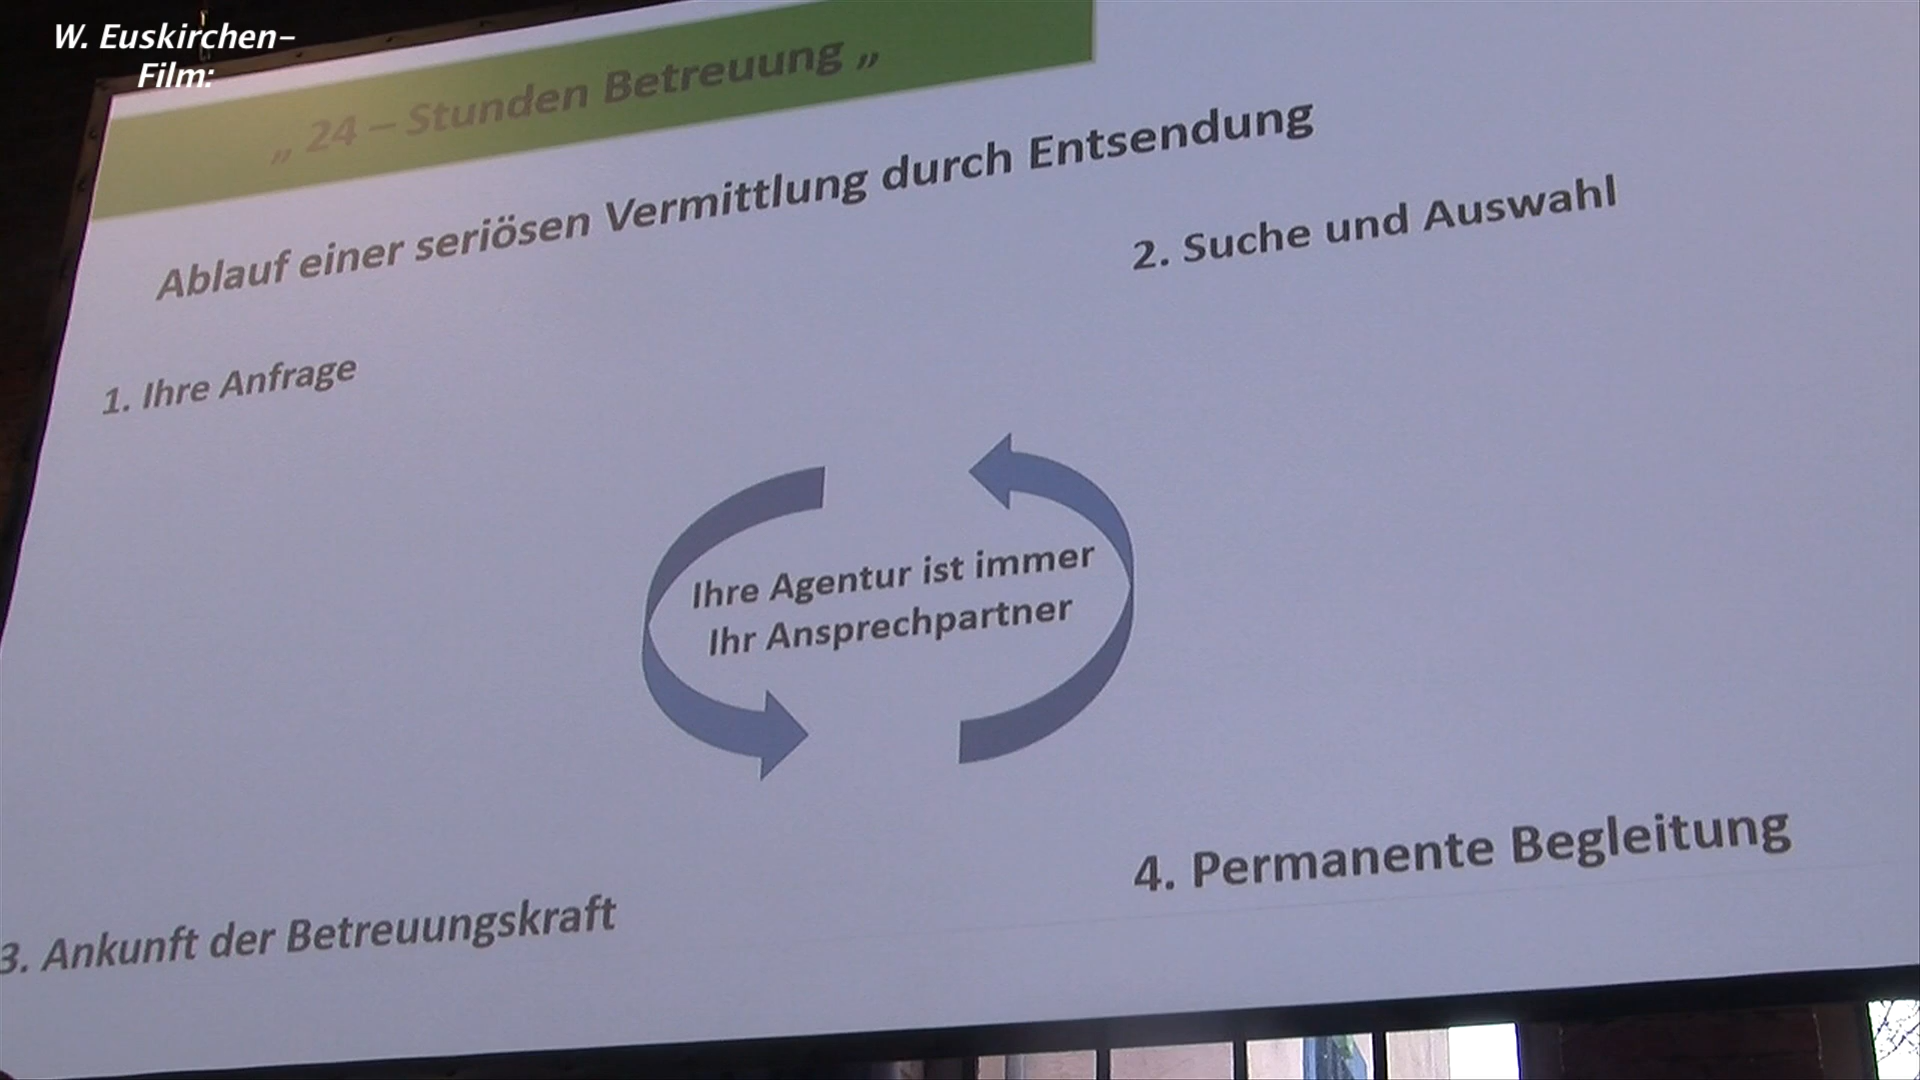 W. Euskirchen-
Film:
„ 24 – Stunden Betreuung „
Ablauf einer seriösen Vermittlung durch Entsendung
1. Ihre Anfrage
2. Suche und Auswahl
Ihre Agentur ist immer
Ihr Ansprechpartner
3. Ankunft der Betreuungskraft
4. Permanente Begleitung